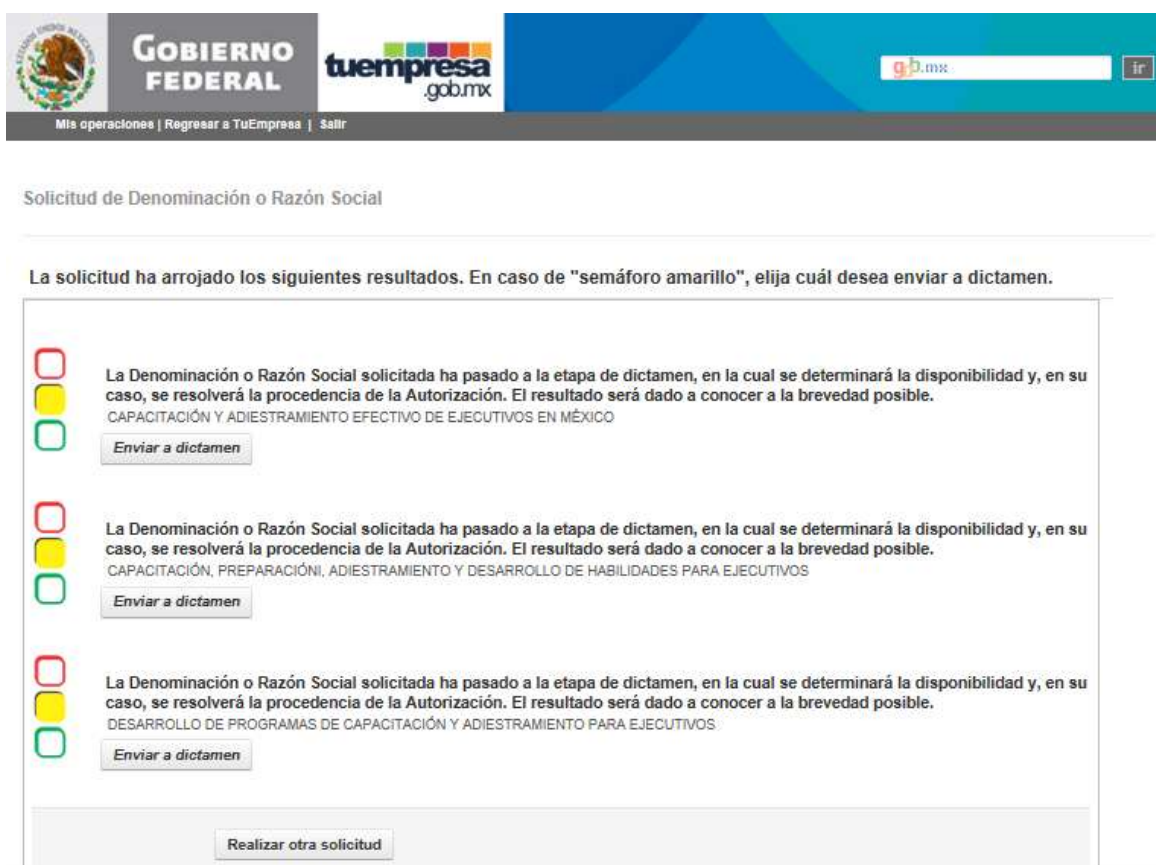 GOBIERNO
FEDERAL
tuempresa
.gob.mx
gob.mx
ir
Mis operaciones | Regresar a TuEmpresa | Salir
Solicitud de Denominación o Razón Social
La solicitud ha arrojado los siguientes resultados. En caso de "semáforo amarillo", elija cuál desea enviar a dictamen.
La Denominación o Razón Social solicitada ha pasado a la etapa de dictamen, en la cual se determinará la disponibilidad y, en su
caso, se resolverá la procedencia de la Autorización. El resultado será dado a conocer a la brevedad posible.
CAPACITACIÓN Y ADIESTRAMIENTO EFECTIVO DE EJECUTIVOS EN MÉXICO
Enviar a dictamen
La Denominación o Razón Social solicitada ha pasado a la etapa de dictamen, en la cual se determinará la disponibilidad y, en su
caso, se resolverá la procedencia de la Autorización. El resultado será dado a conocer a la brevedad posible.
CAPACITACIÓN, PREPARACIÓNI, ADIESTRAMIENTO Y DESARROLLO DE HABILIDADES PARA EJECUTIVOS
Enviar a dictamen
La Denominación o Razón Social solicitada ha pasado a la etapa de dictamen, en la cual se determinará la disponibilidad y, en su
caso, se resolverá la procedencia de la Autorización. El resultado será dado a conocer a la brevedad posible.
DESARROLLO DE PROGRAMAS DE CAPACITACIÓN Y ADIESTRAMIENTO PARA EJECUTIVOS
Enviar a dictamen
Realizar otra solicitud